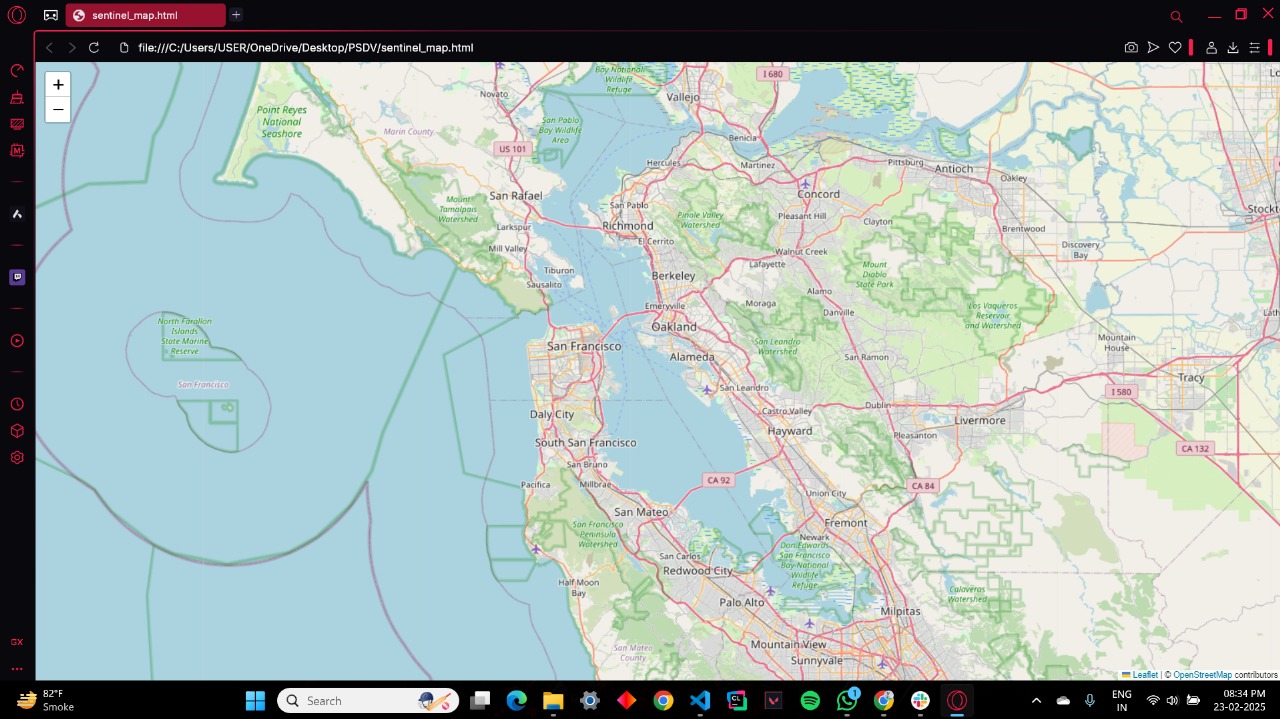 sentinel_map.html
file:///C:/Users/USER/OneDrive/Desktop/PSDV/sentinel_map.html
+
−
Point Reyes
National
Seashore
Marin County
Novato
US 101
Bay National
Wildlife
Refuge
San Pablo
Bay Wildlife
Area
Vallejo
I 680
Benicia
Hercules
Martinez
Pittsburg
Antioch
Oakley
Concord
San Rafael
Mount
Tamalpais
Watershed
Larkspur
Mill Valley
San Pablo
Richmond
El Cerrito
Pinole Valley
Watershed
Pleasant Hill
Clayton
Brentwood
Discovery
Bay
Stockt
Walnut Creek
Lafayette
Tiburon
Sausalito
Berkeley
Emeryville
Moraga
Alamo
Mount
Diablo
State Park
Danville
Los Vaqueros
Reservoir
and Watershed
Lath
Oakland
North Farallon
Islands
State Marine
Reserve
San Francisco
San Francisco
Alameda
San Leandro
Watershed
San Ramon
Mountain
House
Tracy
I 580
San Leandro
Daly City
Castro Valley
Dublin
Hayward
Pleasanton
Livermore
South San Francisco
San Bruno
CA 132
Pacifica
Millbrae
CA 92
CA 84
Union City
San Mateo
Fremont
San Francisco
Peninsula
Watershed
Newark
Don Edwards
San Francisco
Bay National
Wildlife
Refuge
San Carlos
Redwood City
Half Moon
Bay
Calaveras
Watershed
Palo Alto
Milpitas
San Mateo
County
Mountain View
Sunnyvale
Leaflet | © OpenStreetMap contributors
GX
82°F
Smoke
Search
1
ENG
IN
08:34 PM
23-02-2025